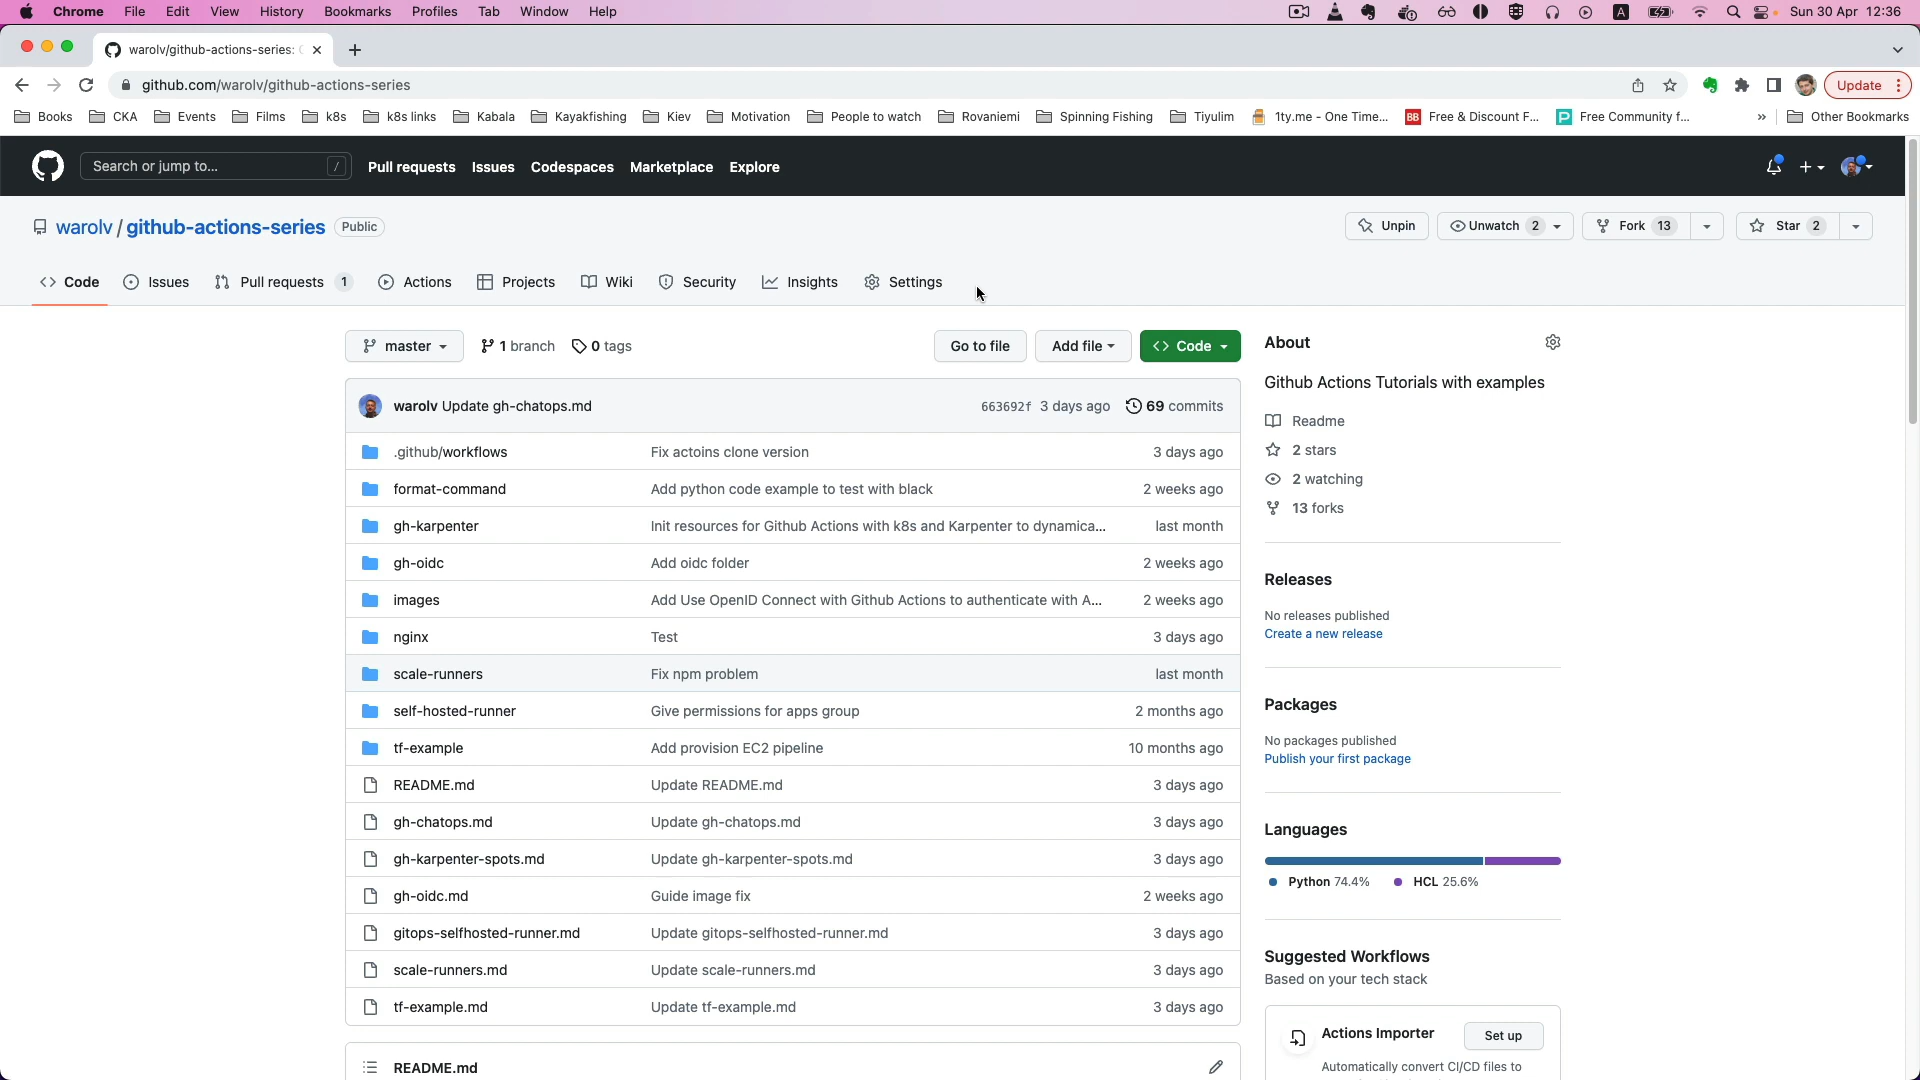 Chrome File Edit View History Bookmarks Profiles Tab Window Help A Sun 30 Apr 12:36
warolv/github-actions-series:
github.com/warolv/github-actions-series Update
Books CKA Events Films k8s k8s links Kabala Kayakfishing Kiev Motivation People to watch Rovaniemi Spinning Fishing Tiyulim 1ty.me - One Time... BB Free & Discount F... P Free Community f... » Other Bookmarks
Search or jump to... / Pull requests Issues Codespaces Marketplace Explore
warolv / github-actions-series Public Unpin Unwatch 2 Fork 13 Star 2
Code Issues Pull requests 1 Actions Projects Wiki Security Insights Settings
master 1 branch 0 tags Go to file Add file <> Code
warolv Update gh-chatops.md 663692f 3 days ago 69 commits
.github/workflows Fix actoins clone version 3 days ago
format-command Add python code example to test with black 2 weeks ago
gh-karpenter Init resources for Github Actions with k8s and Karpenter to dynamica... last month
gh-oidc Add oidc folder 2 weeks ago
images Add Use OpenID Connect with Github Actions to authenticate with A... 2 weeks ago
nginx Test 3 days ago
scale-runners Fix npm problem last month
self-hosted-runner Give permissions for apps group 2 months ago
tf-example Add provision EC2 pipeline 10 months ago
README.md Update README.md 3 days ago
gh-chatops.md Update gh-chatops.md 3 days ago
gh-karpenter-spots.md Update gh-karpenter-spots.md 3 days ago
gh-oidc.md Guide image fix 2 weeks ago
gitops-selfhosted-runner.md Update gitops-selfhosted-runner.md 3 days ago
scale-runners.md Update scale-runners.md 3 days ago
tf-example.md Update tf-example.md 3 days ago
README.md
About
Github Actions Tutorials with examples
Readme
2 stars
2 watching
13 forks
Releases
No releases published
Create a new release
Packages
No packages published
Publish your first package
Languages
Python 74.4% HCL 25.6%
Suggested Workflows
Based on your tech stack
Actions Importer Set up
Automatically convert CI/CD files to